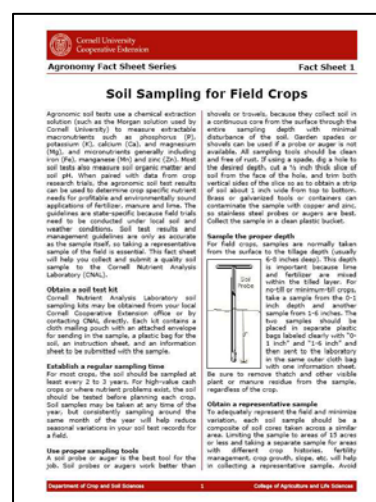 Cornell University
Cooperative Extension
Agronomy Fact Sheet Series
Fact Sheet 1
Soil Sampling for Field Crops
Agronomic soil tests use a chemical extraction
solution (such as the Morgan solution used by
Cornell University) to measure extractable
macronutrients such as phosphorus (P),
potassium (K), calcium (Ca), and magnesium
(Mg), and micronutrients generally including
iron (Fe), manganese (Mn) and zinc (Zn). Most
soil tests also measure soil organic matter and
soil pH. When paired with data from crop
research trials, the agronomic soil test results
can be used to determine crop specific nutrient
needs for profitable and environmentally sound
applications of fertilizer, manure and lime. The
guidelines are state-specific because field trials
need to be conducted under local soil and
weather conditions. Soil test results and
management guidelines are only as accurate
as the sample itself, so taking a representative
sample of the field is essential. This fact sheet
will help you collect and submit a quality soil
sample to the Cornell Nutrient Analysis
Laboratory (CNAL).
Obtain a soil test kit
Cornell Nutrient Analysis Laboratory soil
sampling kits may be obtained from your local
Cornell Cooperative Extension office or by
contacting CNAL directly. Each kit contains a
cloth mailing pouch with an attached envelope
for sending in the sample, a plastic bag for the
soil, an instruction sheet, and an information
sheet to be submitted with the sample.
Establish a regular sampling time
For most crops, the soil should be sampled at
least every 2 to 3 years. For high-value cash
crops or where nutrient problems exist, the soil
should be tested before planning each crop.
Soil samples may be taken at any time of the
year, but consistently sampling around the
same month of the year will help reduce
seasonal variations in your soil test records for
a field.
Use proper sampling tools
A soil probe or auger is the best tool for the
job. Soil probes or augers work better than
shovels or trowels, because they collect soil in
a continuous core from the surface through the
entire sampling depth with minimal
disturbance of the soil. Garden spades or
shovels can be used if a probe or auger is not
available. All sampling tools should be clean
and free of rust. If using a spade, dig a hole to
the desired depth, cut a ½ inch thick slice of
soil from the face of the hole, and trim both
vertical sides of the slice so as to obtain a strip
of soil about 1 inch wide from top to bottom.
Brass or galvanized tools or containers can
contaminate the sample with copper and zinc,
so stainless steel probes or augers are best.
Collect the sample in a clean plastic bucket.
Sample the proper depth
For field crops, samples are normally taken
from the surface to the tillage depth (usually
6-8 inches deep). This depth
is important because lime
and fertilizer are mixed
within the tilled layer. For
no-till or minimum-till crops,
take a sample from the 0-1
inch depth and another
sample from 1-6 inches. The
two samples should be
placed in separate plastic
bags labeled clearly with "0-
1 inch" and "1-6 inch" and
then sent to the laboratory
in the same outer cloth bag
with one information sheet.
Soil
Probe
Be sure to remove thatch and other visible
plant or manure residue from the sample,
regardless of the crop.
Obtain a representative sample
To adequately represent the field and minimize
variation, each soil sample should be a
composite of soil cores taken across a similar
area. Limiting the sample to areas of 15 acres
or less and taking a separate sample for areas
with different crop histories, fertility
management, crop growth, slope, etc. will help
in collecting a representative sample. Avoid
Department of Crop and Soil Sciences
1
College of Agriculture and Life Sciences